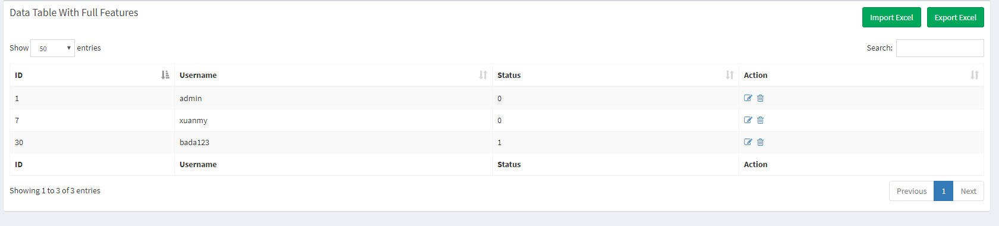 Data Table With Full Features
Import Excel Export Excel
Show 50 entries Search:
ID Username Status Action
1 admin 0
7 xuanmy 0
30 bada123 1
ID Username Status Action
Showing 1 to 3 of 3 entries Previous 1 Next